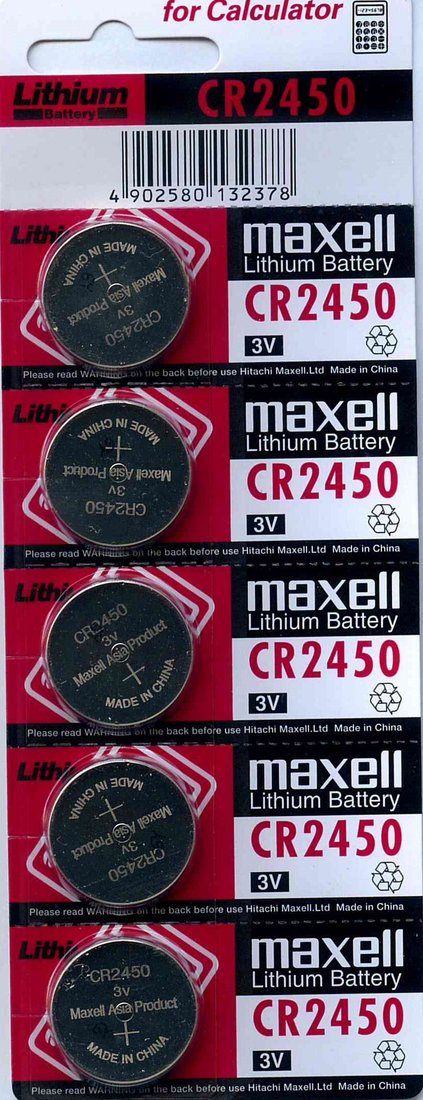 for Calculator
Lithium
Battery
CR2450
4 902580 132378
Lith
MADE IN CHINA
Maxell Asia Product
3V
CR2450
maxell
Lithium Battery
CR2450
3V
Please read WARNING on the back before use Hitachi Maxell.Ltd Made in China
MADE IN CHINA
Maxell Asia Product
3V
CR2450
maxell
Lithium Battery
CR2450
3V
Please read WARNING on the back before use Hitachi Maxell.Ltd Made in China
Lith
CR2450
3V
Maxell Asia Product
MADE IN CHINA
maxell
Lithium Battery
CR2450
3V
Please read WARNING on the back before use Hitachi Maxell.Ltd Made in China
Lith
MADE IN CHINA
Maxell Asia Product
3V
CR2450
maxell
Lithium Battery
CR2450
3V
Please read WARNING on the back before use Hitachi Maxell.Ltd Made in China
Lithi
CR2450
3V
Maxell Asia Product
MADE IN CHINA
maxell
Lithium Battery
CR2450
3V
Please read WARNING on the back before use Hitachi Maxell.Ltd Made in China